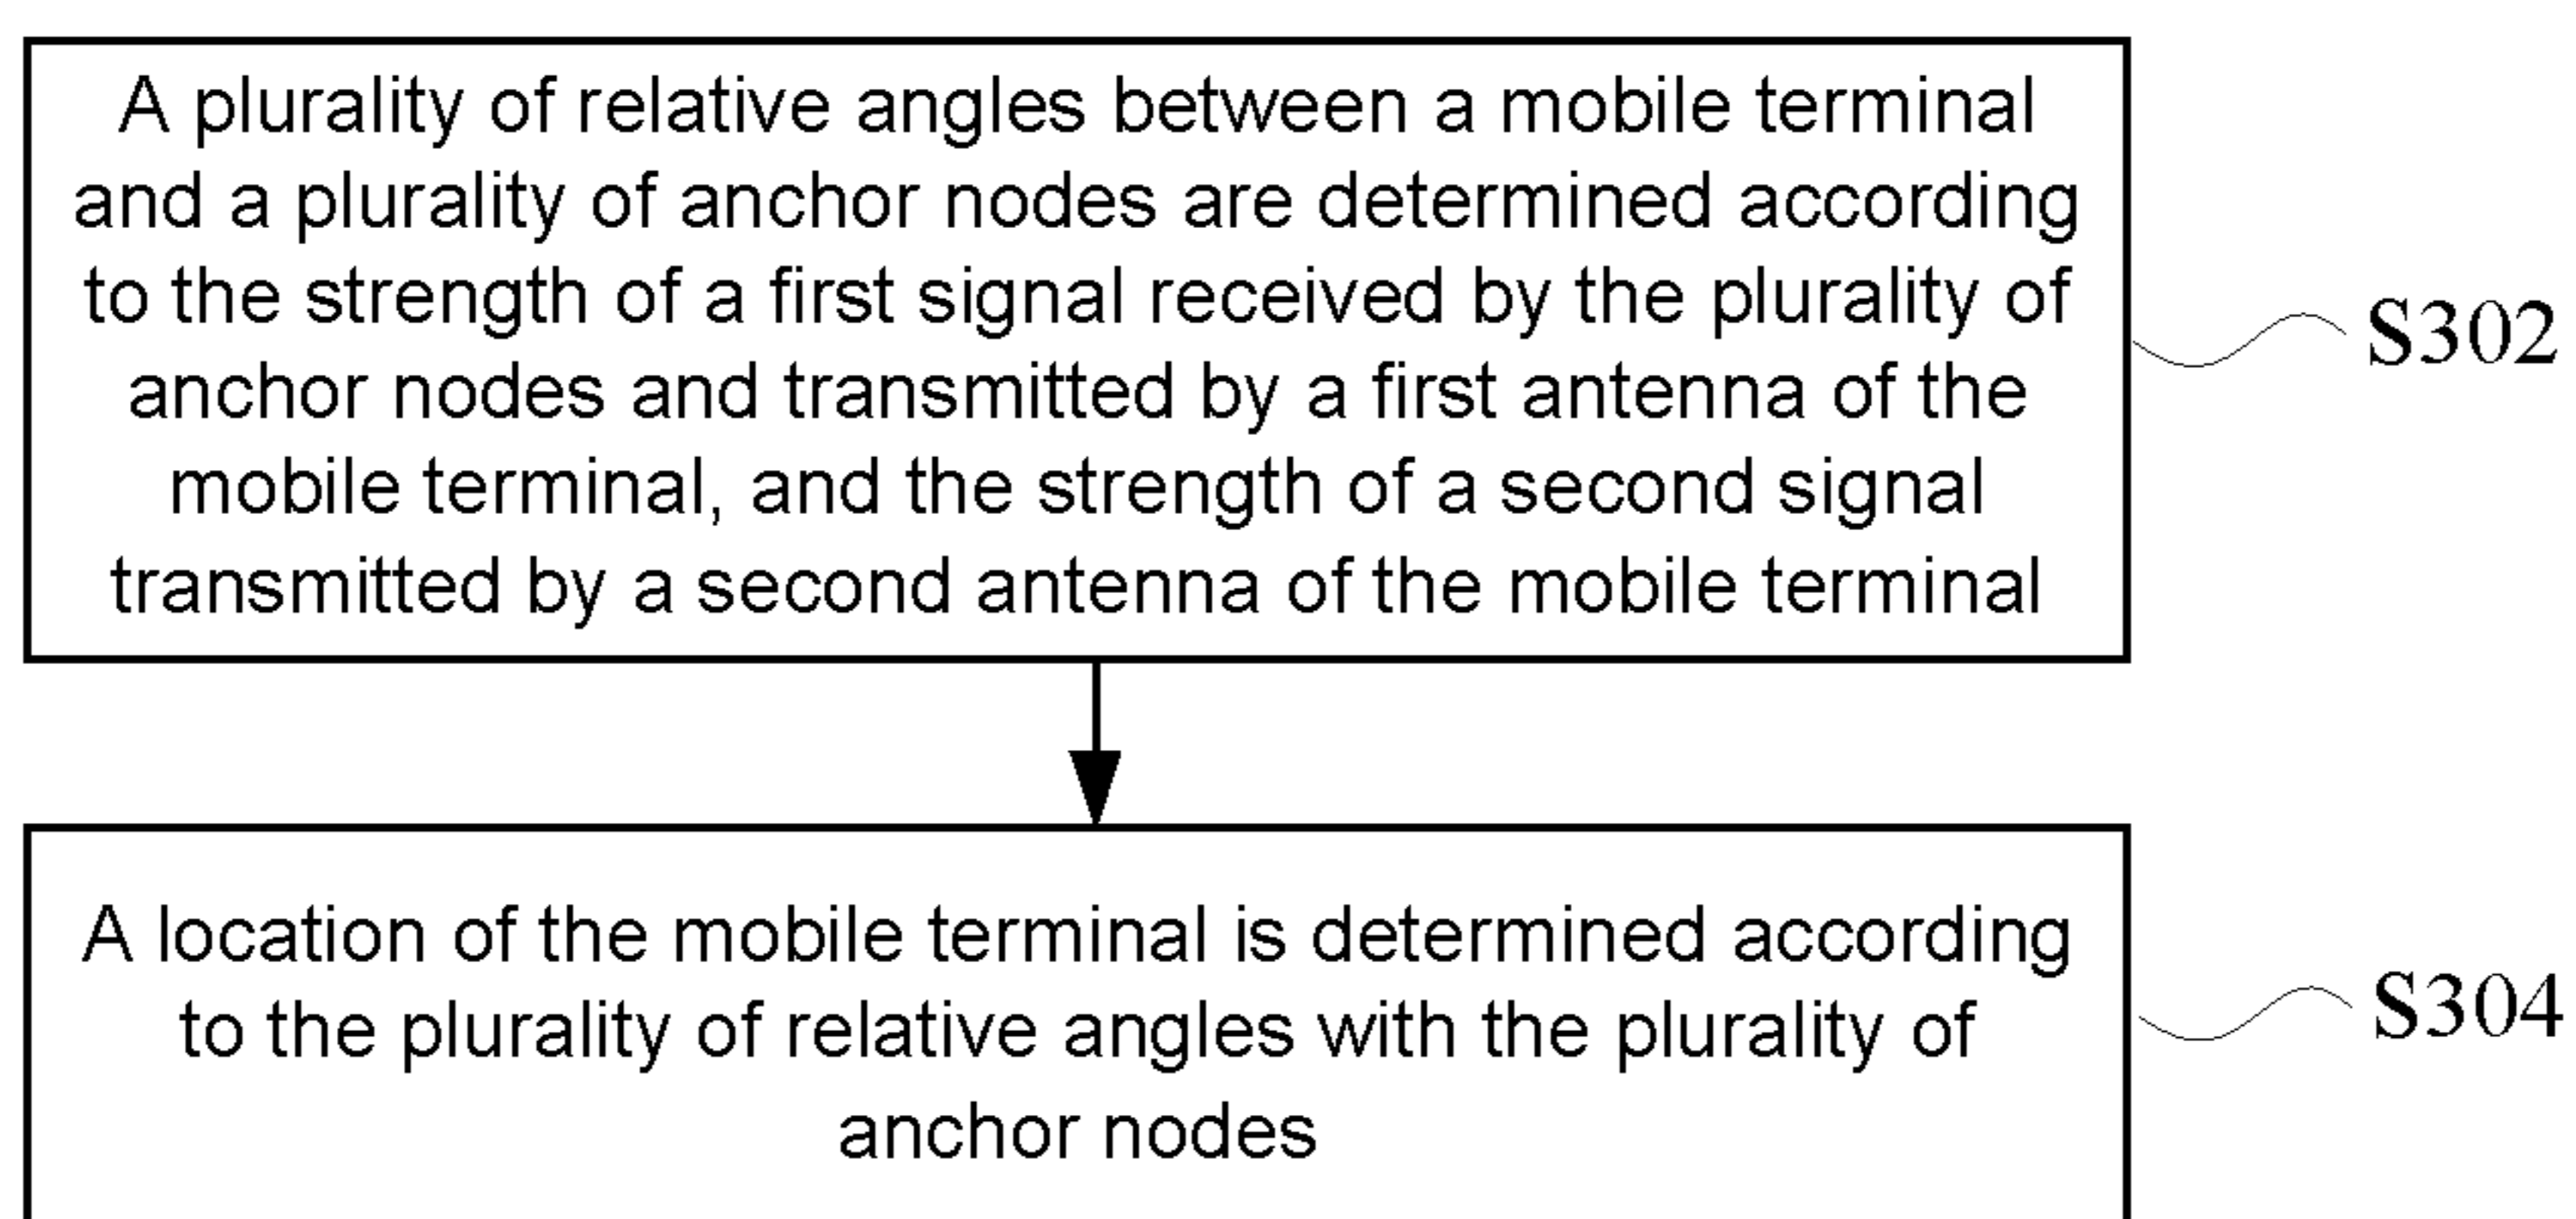 A plurality of relative angles between a mobile terminal
and a plurality of anchor nodes are determined according
to the strength of a first signal received by the plurality of
anchor nodes and transmitted by a first antenna of the
mobile terminal, and the strength of a second signal
transmitted by a second antenna of the mobile terminal
S302
A location of the mobile terminal is determined according
to the plurality of relative angles with the plurality of
anchor nodes
S304